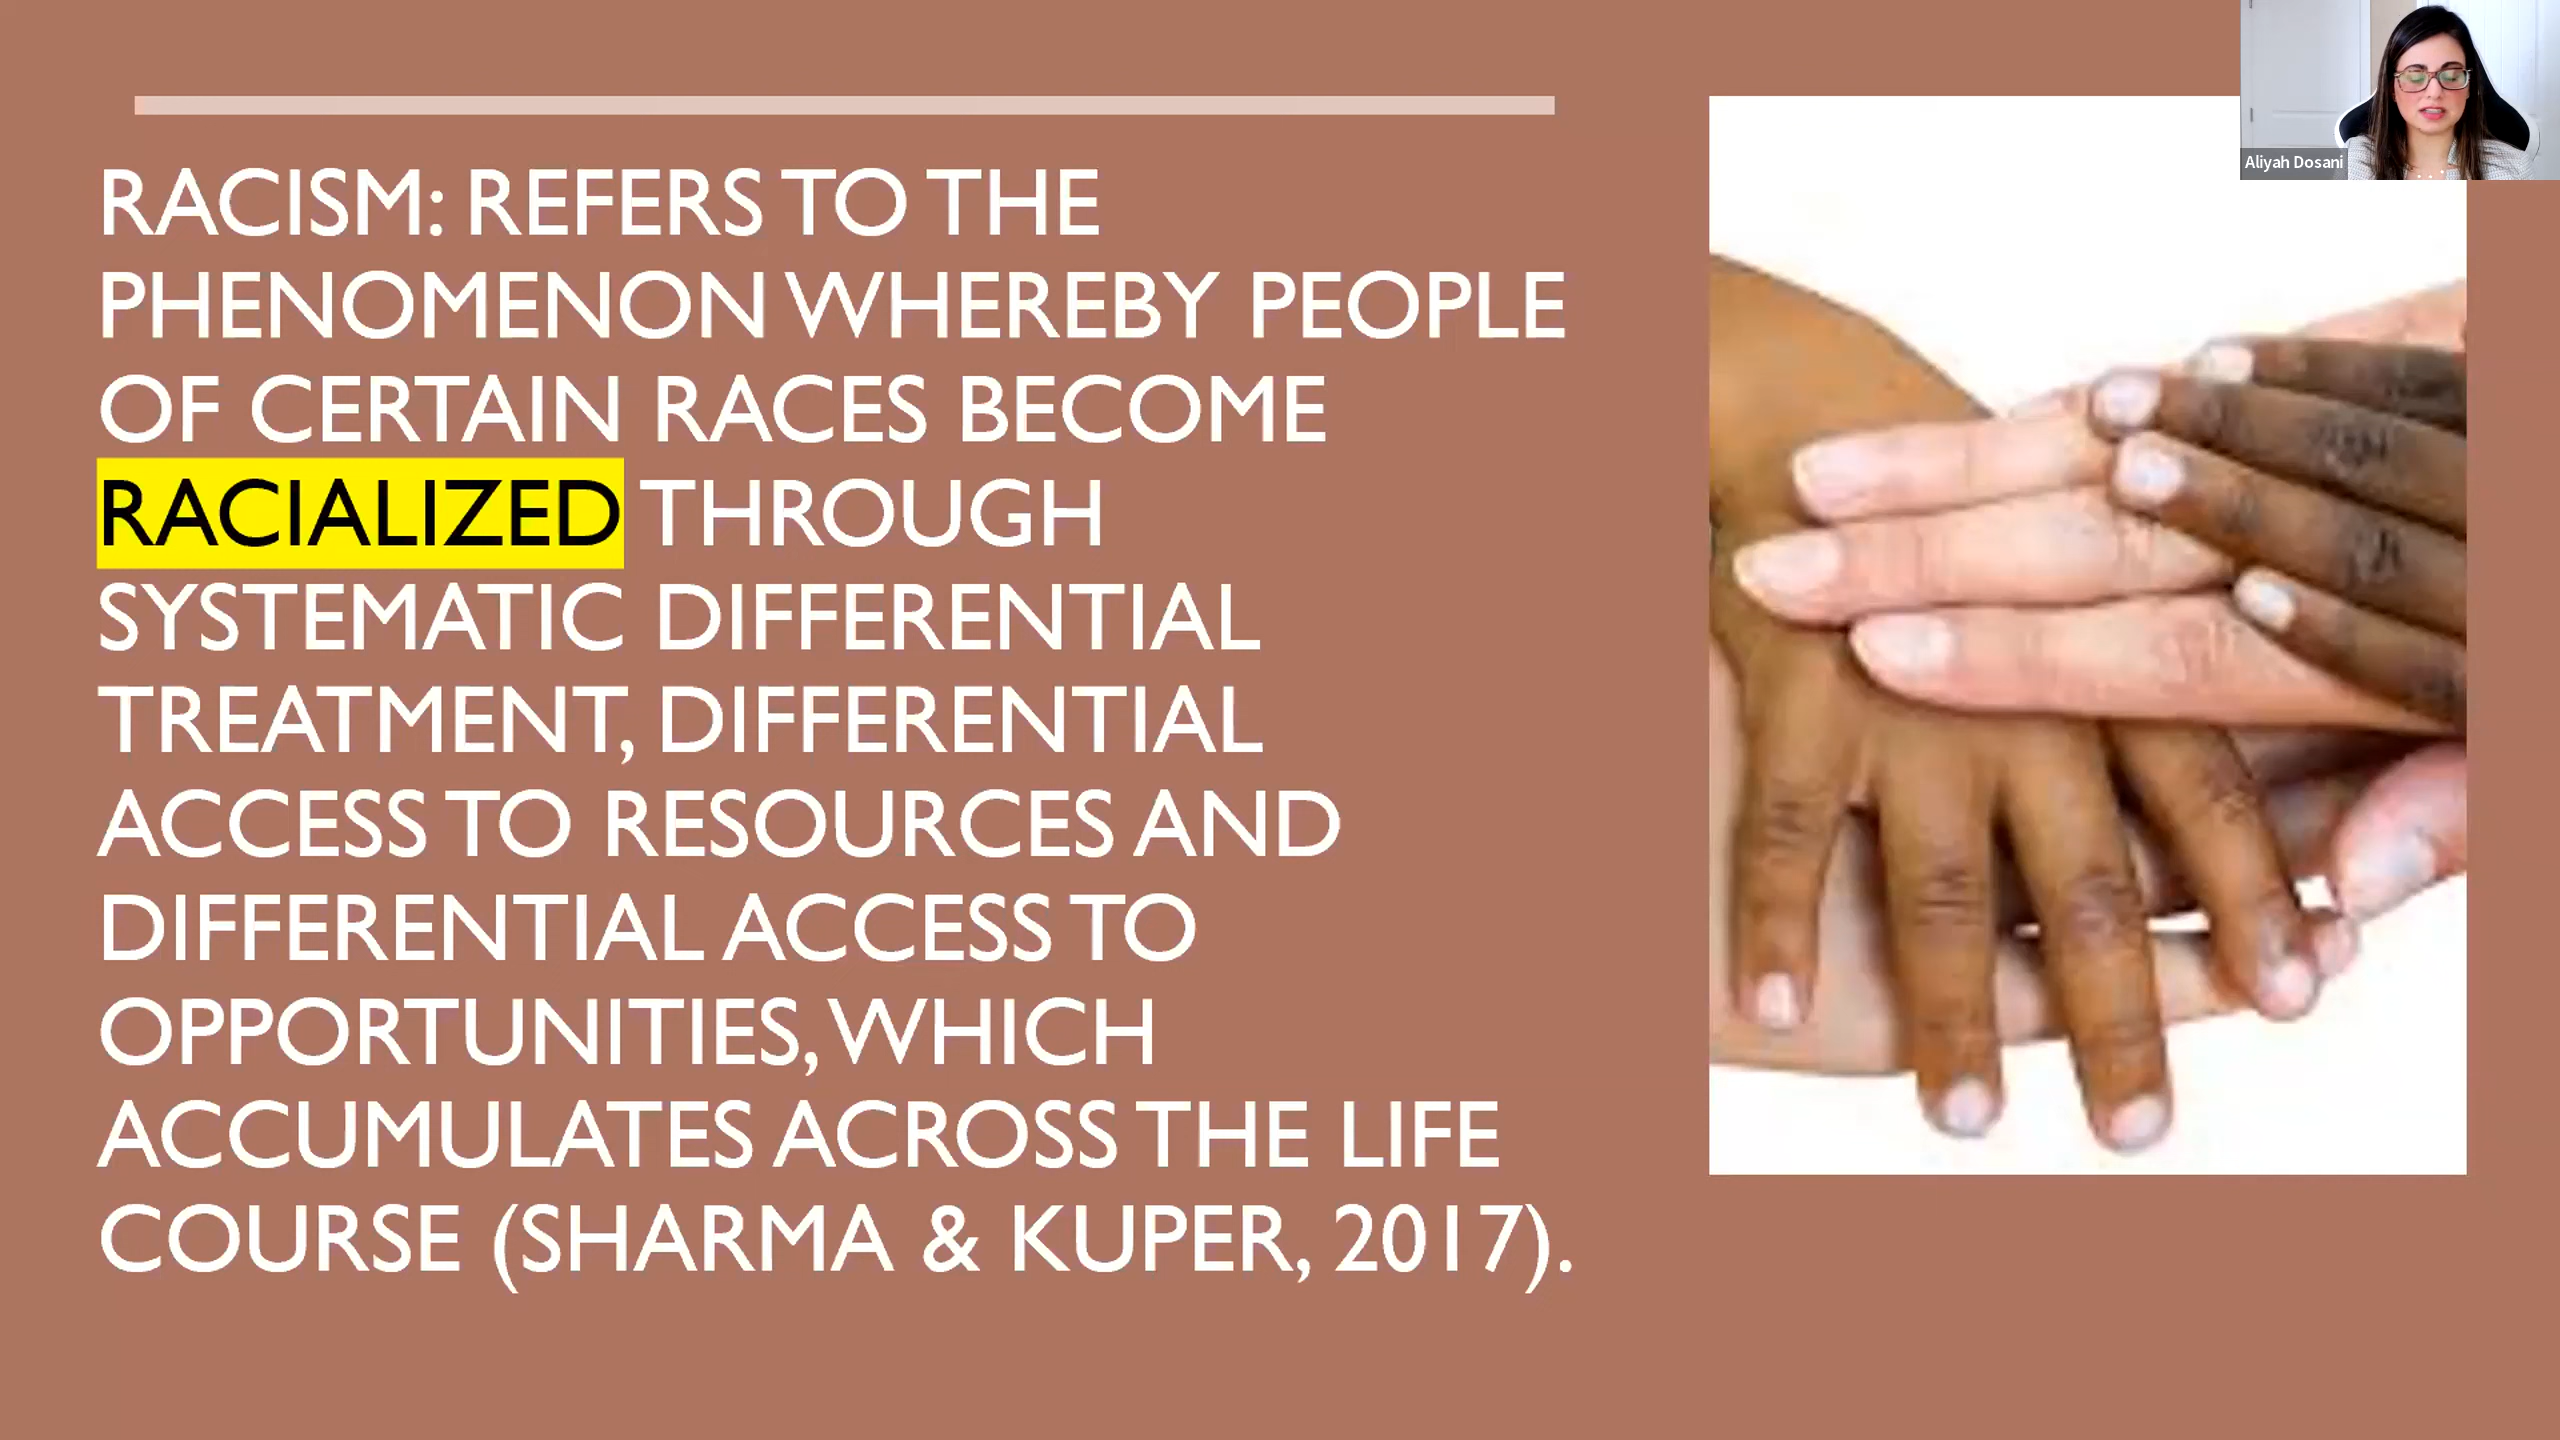 RACISM: REFERS TO THE
PHENOMENON WHEREBY PEOPLE
OF CERTAIN RACES BECOME
RACIALIZED THROUGH
SYSTEMATIC DIFFERENTIAL
TREATMENT, DIFFERENTIAL
ACCESS TO RESOURCES AND
DIFFERENTIAL ACCESS TO
OPPORTUNITIES, WHICH
ACCUMULATES ACROSS THE LIFE
COURSE (SHARMA & KUPER, 2017).
Aliyah Dosani